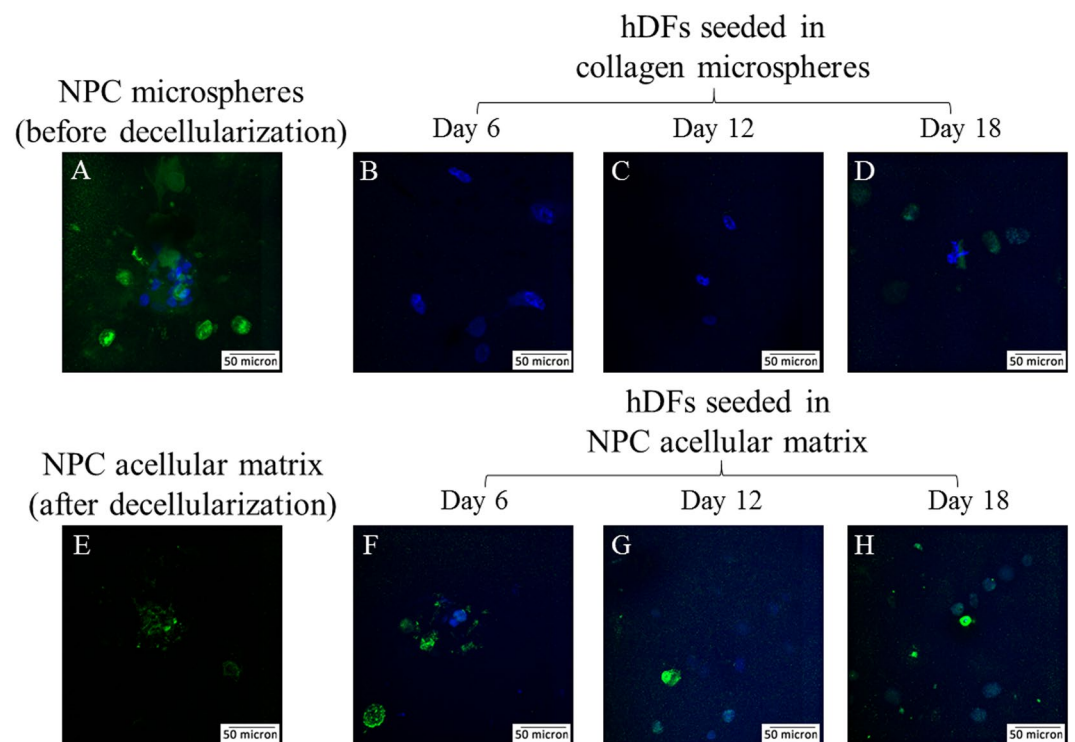 hDFs seeded in
collagen microspheres
NPC microspheres
(before decellularization)
Day 6
Day 12
Day 18
A
B
C
D
50 micron
50 micron
50 micron
50 micron
hDFs seeded in
NPC acellular matrix
NPC acellular matrix
(after decellularization)
Day 6
Day 12
Day 18
E
F
G
H
50 micron
50 micron
50 micron
50 micron